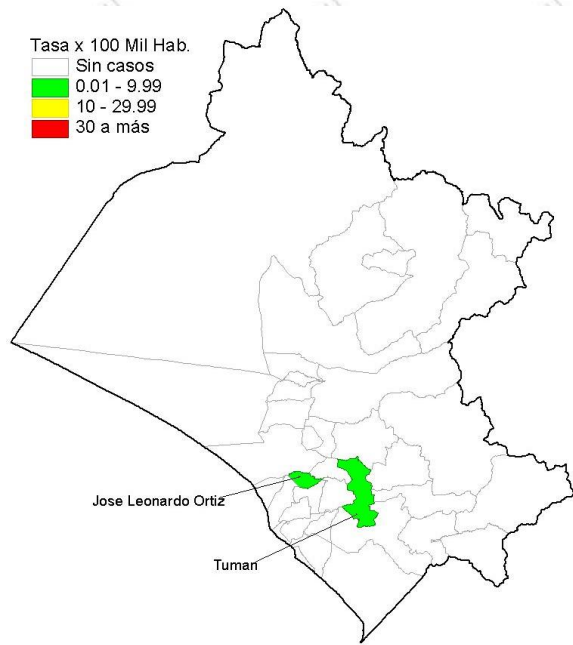 Tasa x 100 Mil Hab.
Sin casos
0.01 - 9.99
10 - 29.99
30 a más
Jose Leonardo Ortiz
Tuman